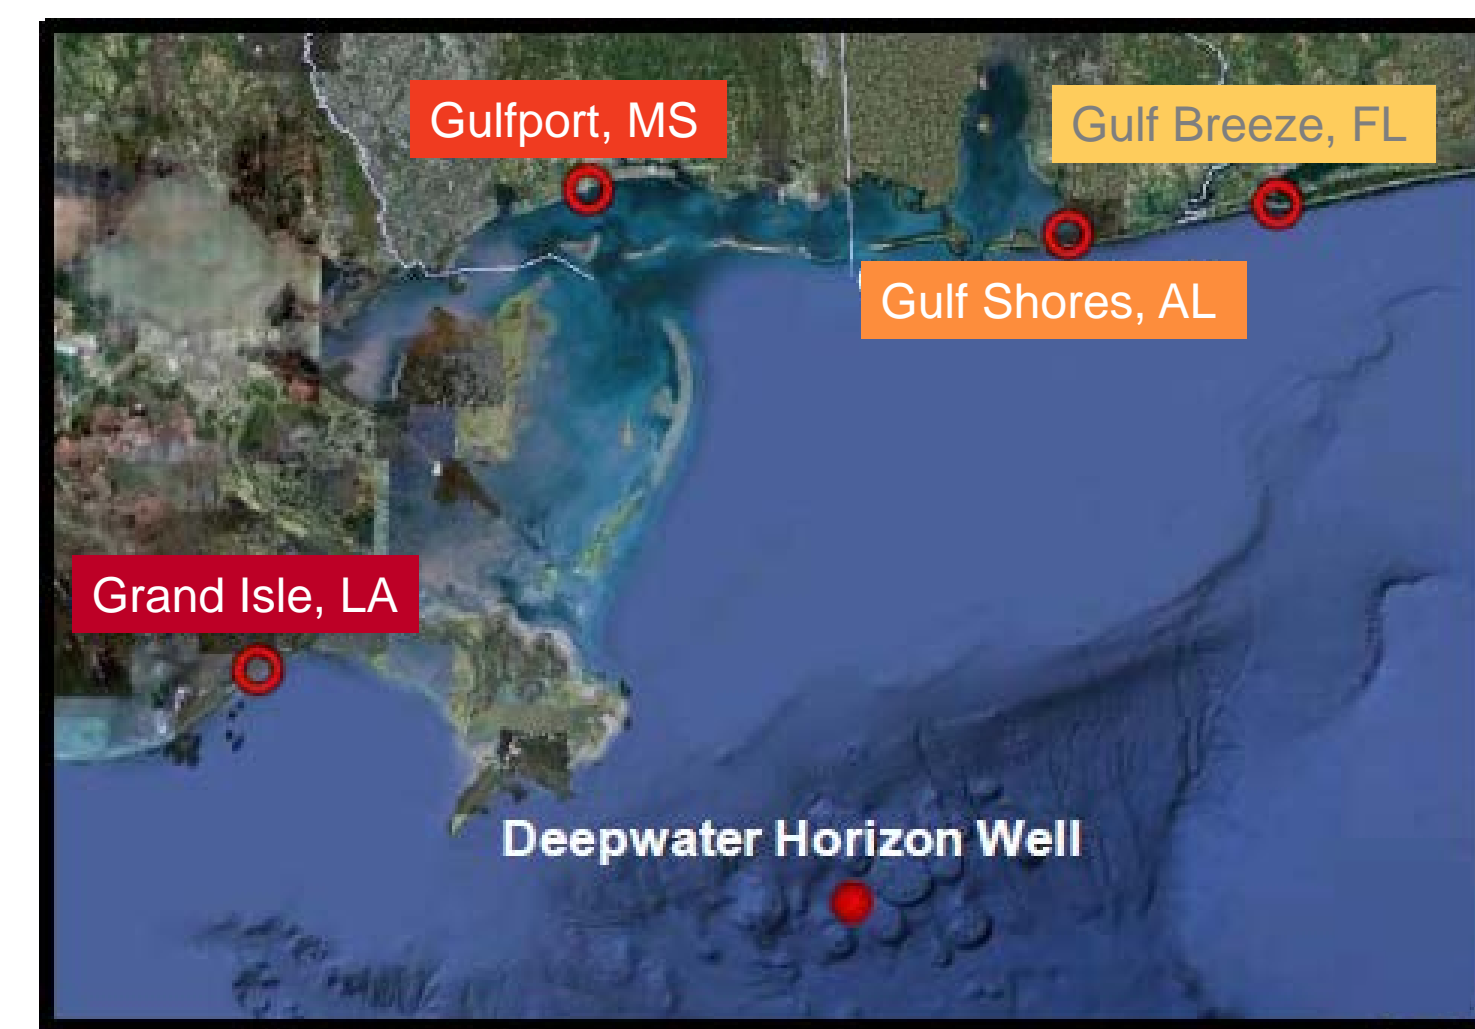 Gulfport, MS
Gulf Breeze, FL
Gulf Shores, AL
Grand Isle, LA
Deepwater Horizon Well